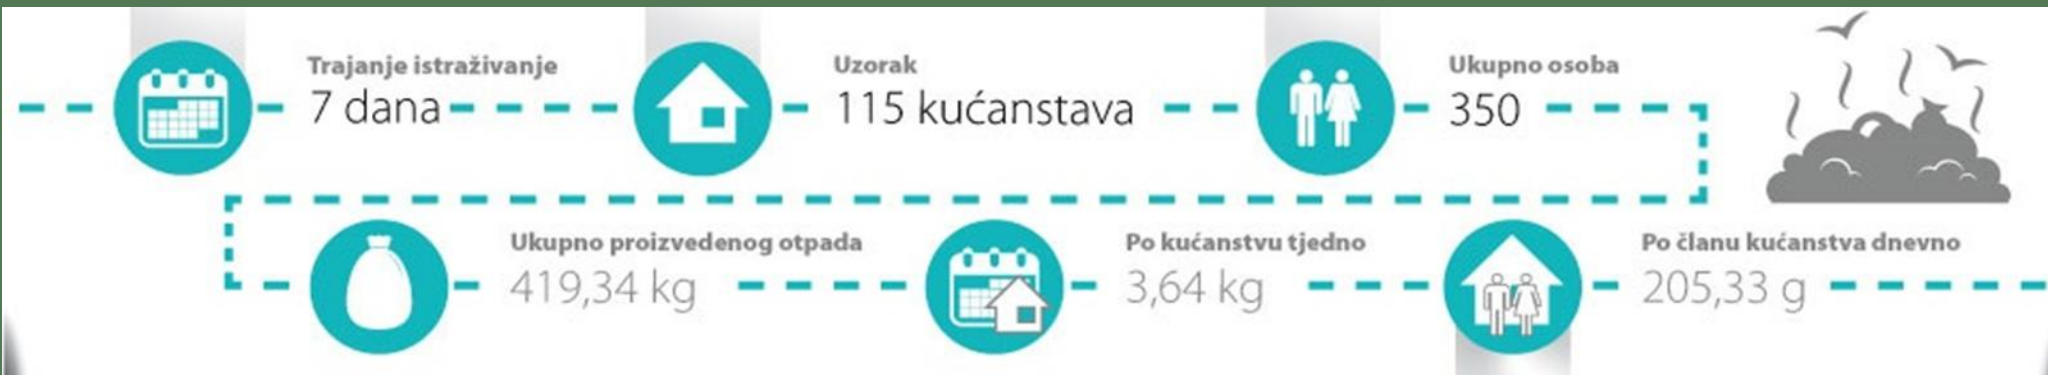 Trajanje istraživanje
7 dana
Uzorak
115 kućanstava
Ukupno osoba
350
Ukupno proizvedenog otpada
419,34 kg
Po kućanstvu tjedno
3,64 kg
Po članu kućanstva dnevno
205,33 g